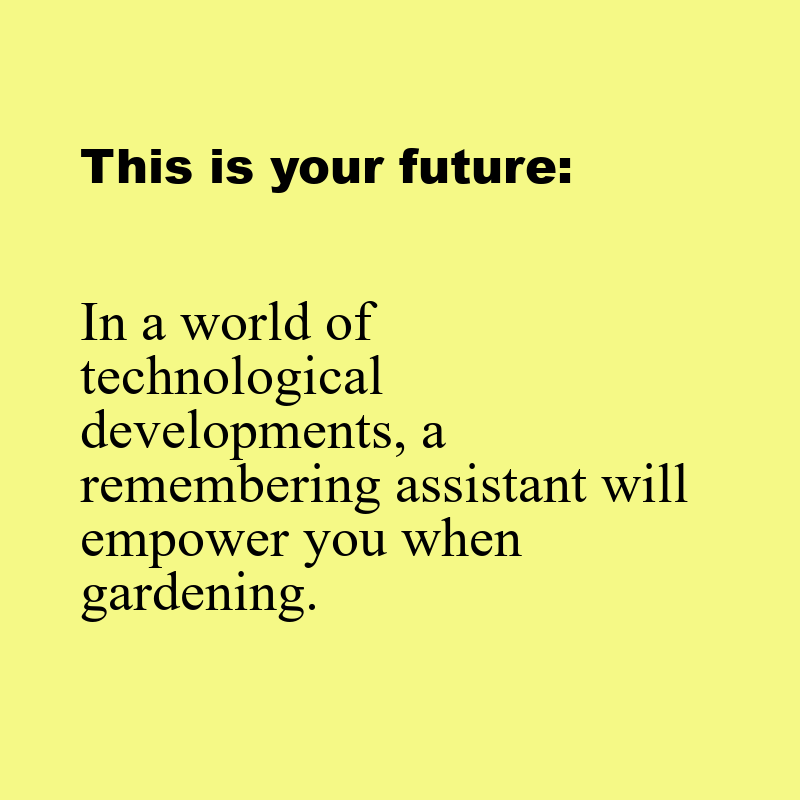 This is your future:
In a world of
technological
developments, a
remembering assistant will
empower you when
gardening.